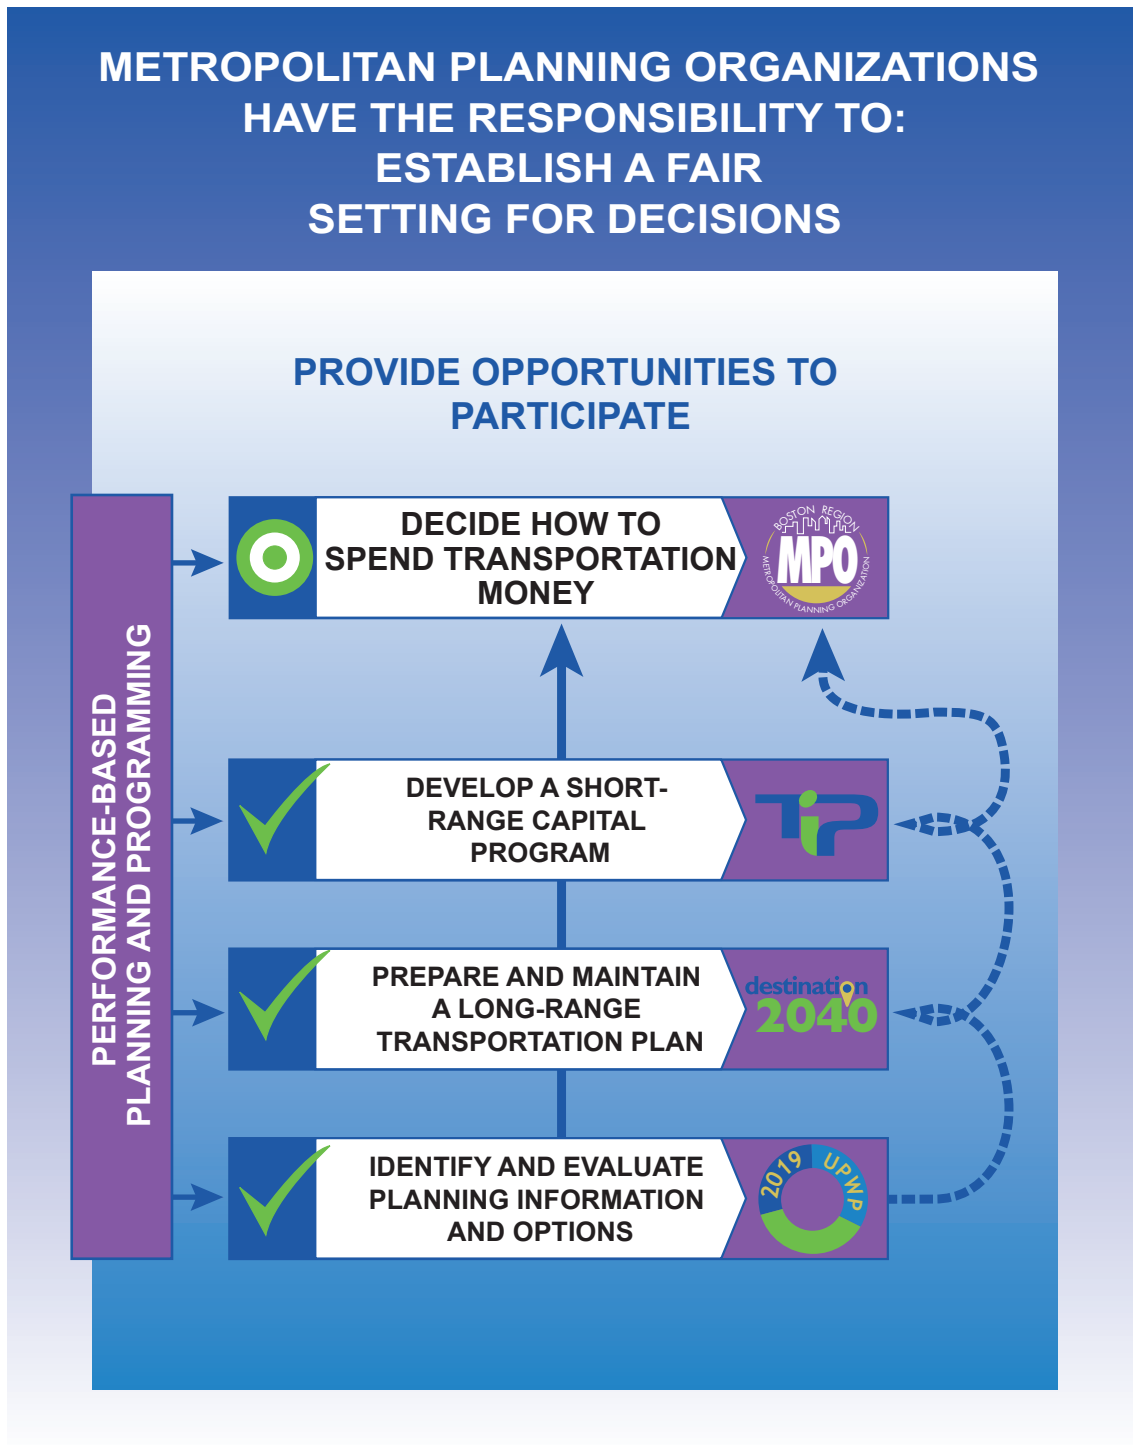 METROPOLITAN PLANNING ORGANIZATIONS
HAVE THE RESPONSIBILITY TO:
ESTABLISH A FAIR
SETTING FOR DECISIONS
PROVIDE OPPORTUNITIES TO
PARTICIPATE
PERFORMANCE-BASED
PLANNING AND PROGRAMMING
DECIDE HOW TO
SPEND TRANSPORTATION
MONEY
BOSTON REGION
MPO
METROPOLITAN PLANNING ORGANIZATION
DEVELOP A SHORT-
RANGE CAPITAL
PROGRAM
TiP
PREPARE AND MAINTAIN
A LONG-RANGE
TRANSPORTATION PLAN
destination
2040
IDENTIFY AND EVALUATE
PLANNING INFORMATION
AND OPTIONS
2019 UPWP